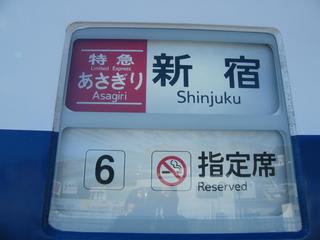 特急
Limited Express
あさぎり
Asagiri
新宿
Shinjuku
6
指定席
Reserved